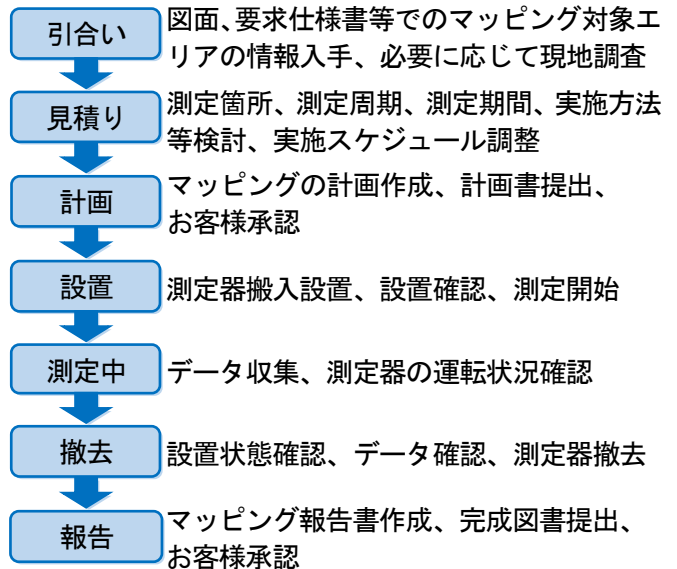 引合い
図面、要求仕様書等でのマッピング対象エ
リアの情報入手、必要に応じて現地調査
見積り
測定箇所、測定周期、測定期間、実施方法
等検討、実施スケジュール調整
計画
マッピングの計画作成、計画書提出、
お客様承認
設置
測定器搬入設置、設置確認、測定開始
測定中
データ収集、測定器の運転状況確認
撤去
設置状態確認、データ確認、測定器撤去
報告
マッピング報告書作成、完成図書提出、
お客様承認